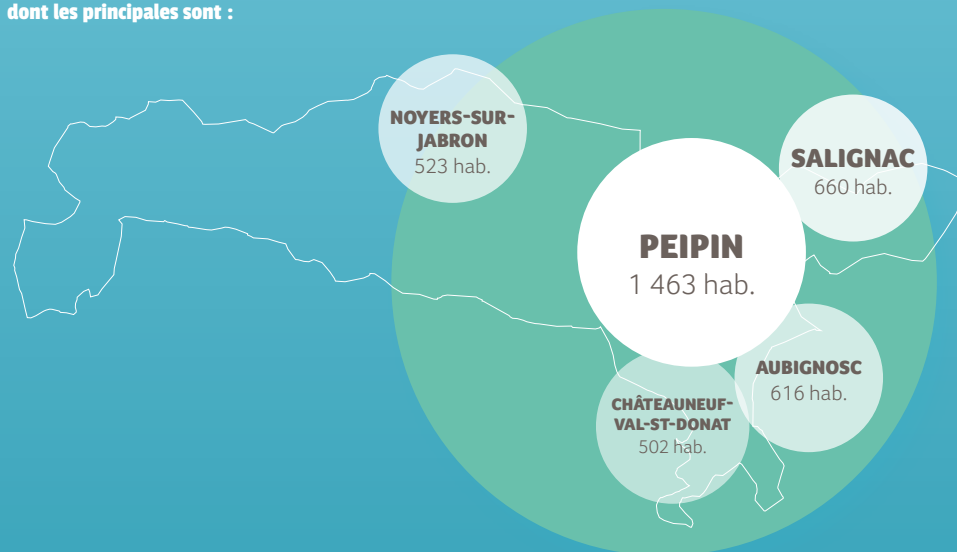 dont les principales sont :
NOYERS-SUR-
JABRON
523 hab.
SALIGNAC
660 hab.
PEIPIN
1 463 hab.
AUBIGNOSC
616 hab.
CHÂTEAUNEUF-
VAL-ST-DONAT
502 hab.